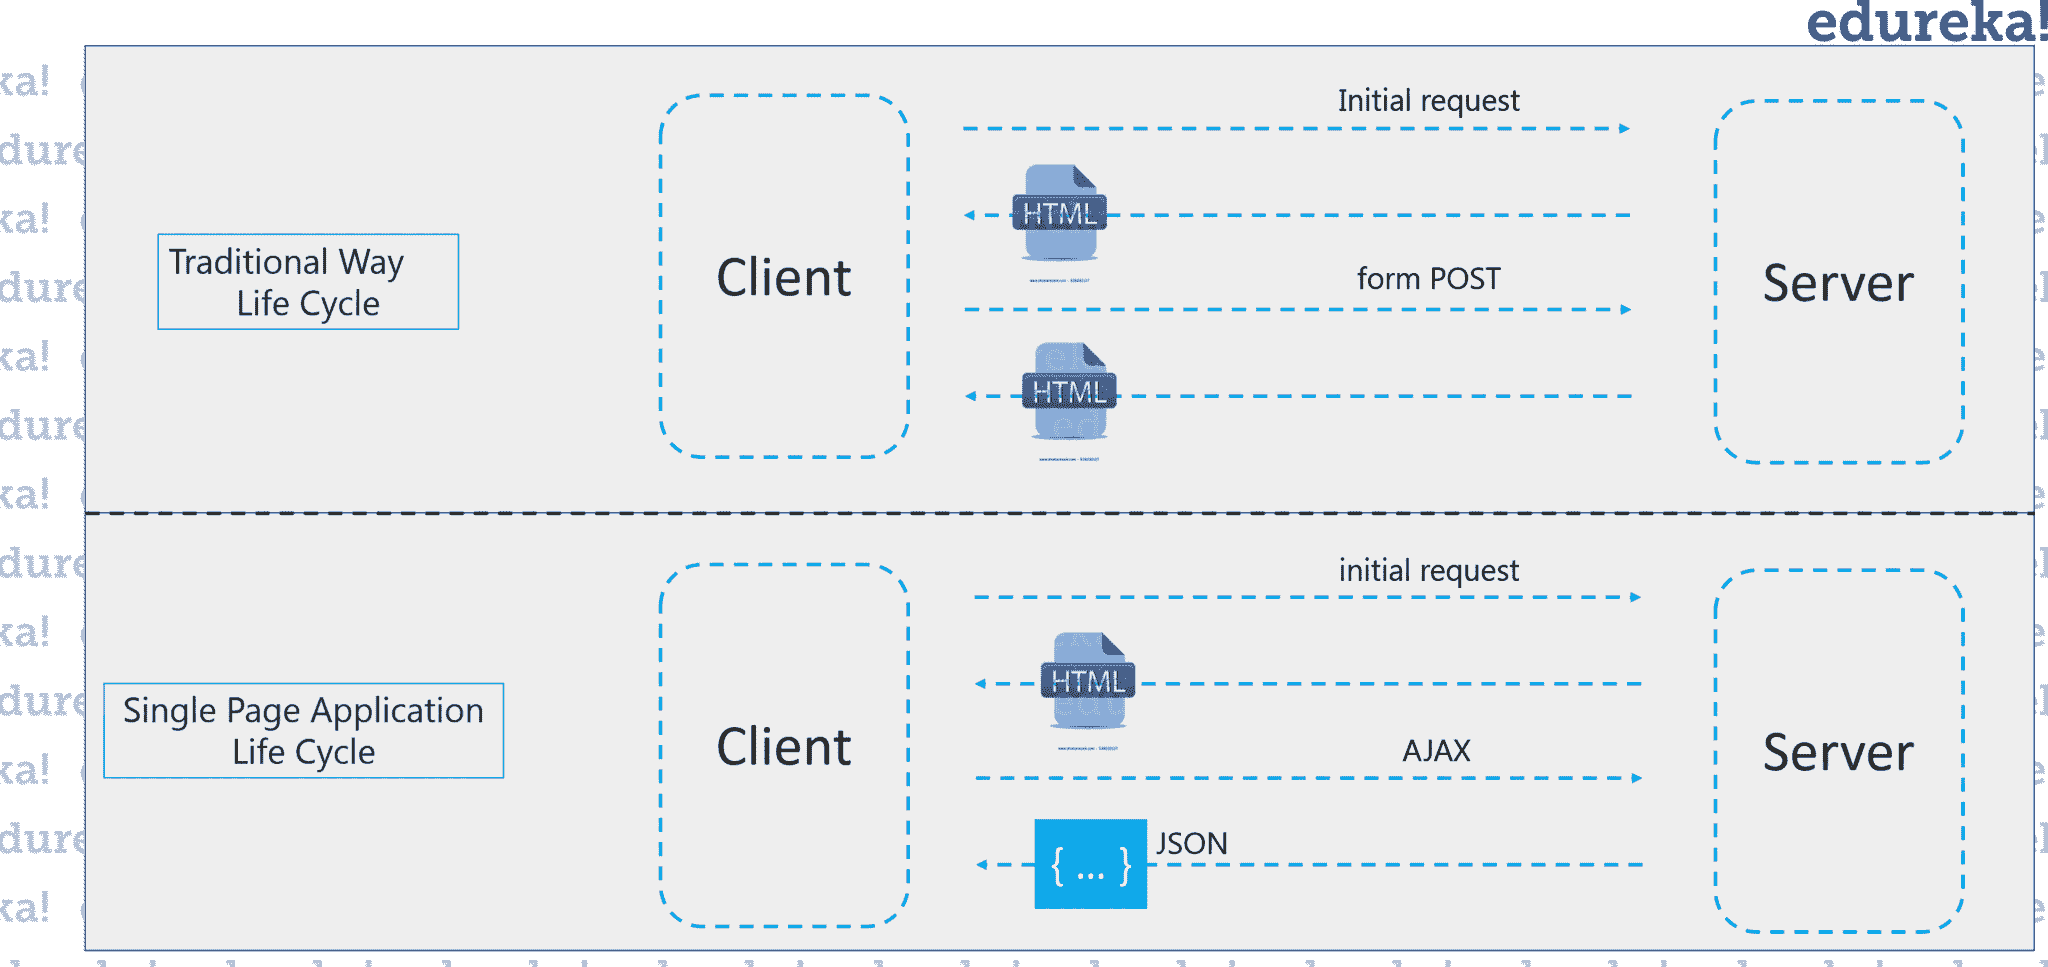 edureka!
Initial request
HTML
Traditional Way
Life Cycle
Client
form POST
Server
HTML
initial request
HTML
Single Page Application
Life Cycle
Client
AJAX
Server
{ ... }
JSON